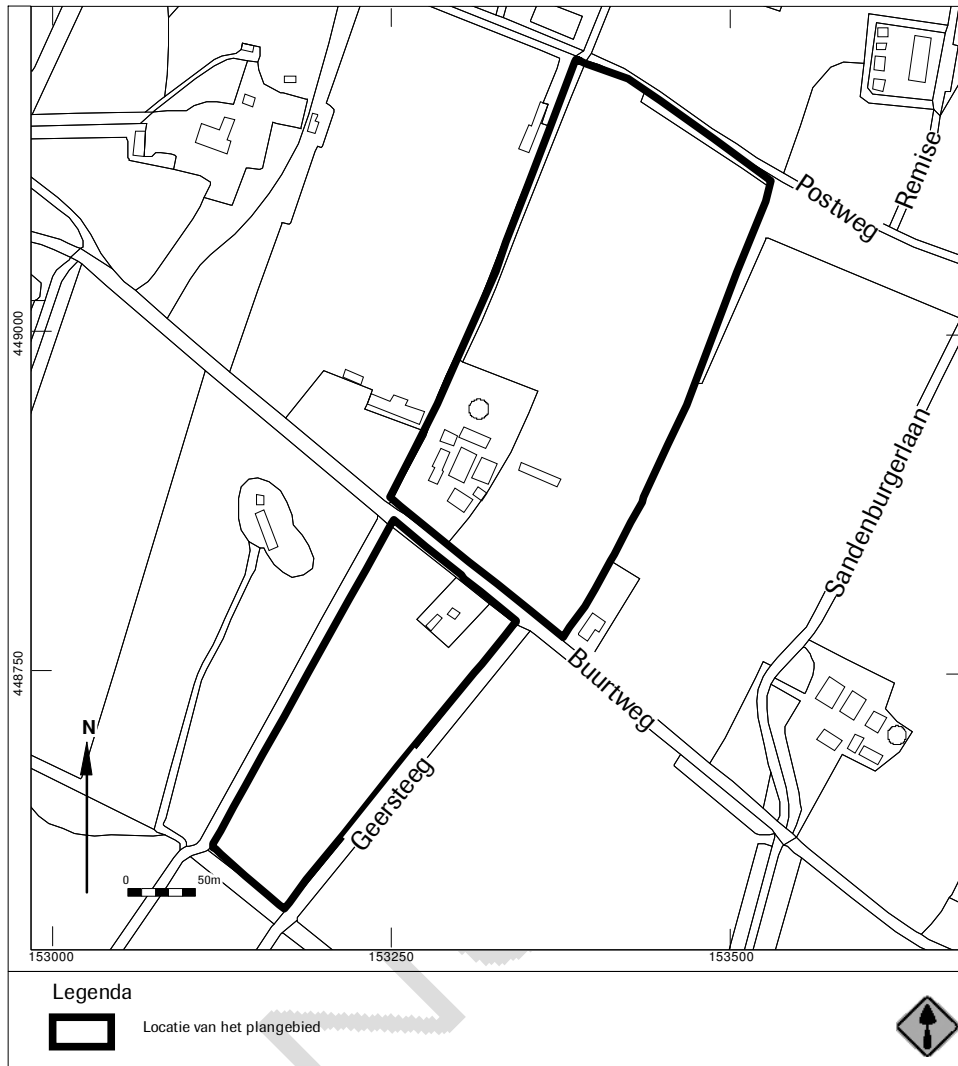 Remise
Postweg
449000
Sandenburgerlaan
448750
Buurtweg
N
Geersteeg
0 50m
153000 153250 153500
Legenda
Locatie van het plangebied